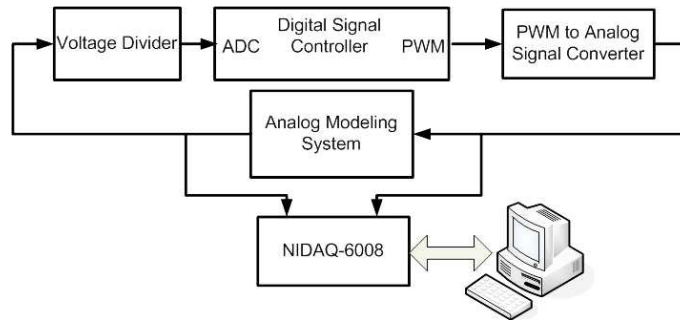 Voltage Divider
ADC
Digital Signal
Controller
PWM
PWM to Analog
Signal Converter
Analog Modeling
System
NIDAQ-6008